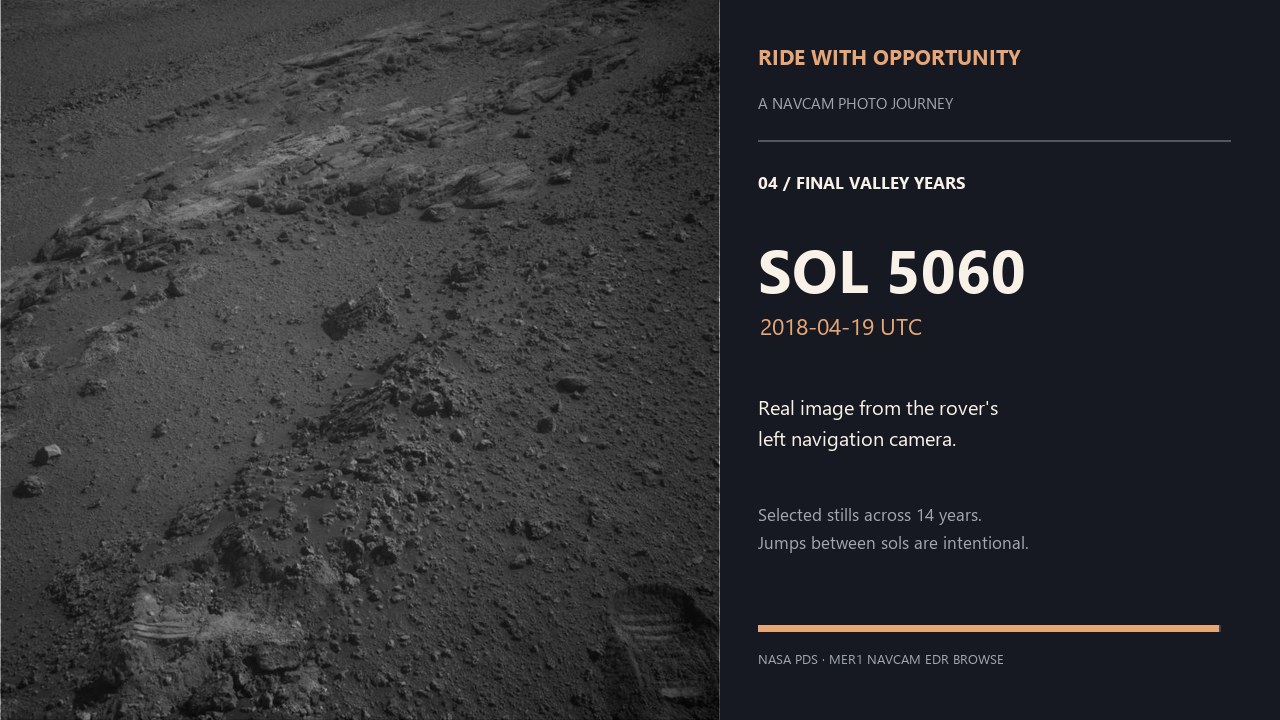 RIDE WITH OPPORTUNITY
A NAVCAM PHOTO JOURNEY
04 / FINAL VALLEY YEARS
SOL 5060
2018-04-19 UTC
Real image from the rover's
left navigation camera.
Selected stills across 14 years.
Jumps between sols are intentional.
NASA PDS · MER1 NAVCAM EDR BROWSE